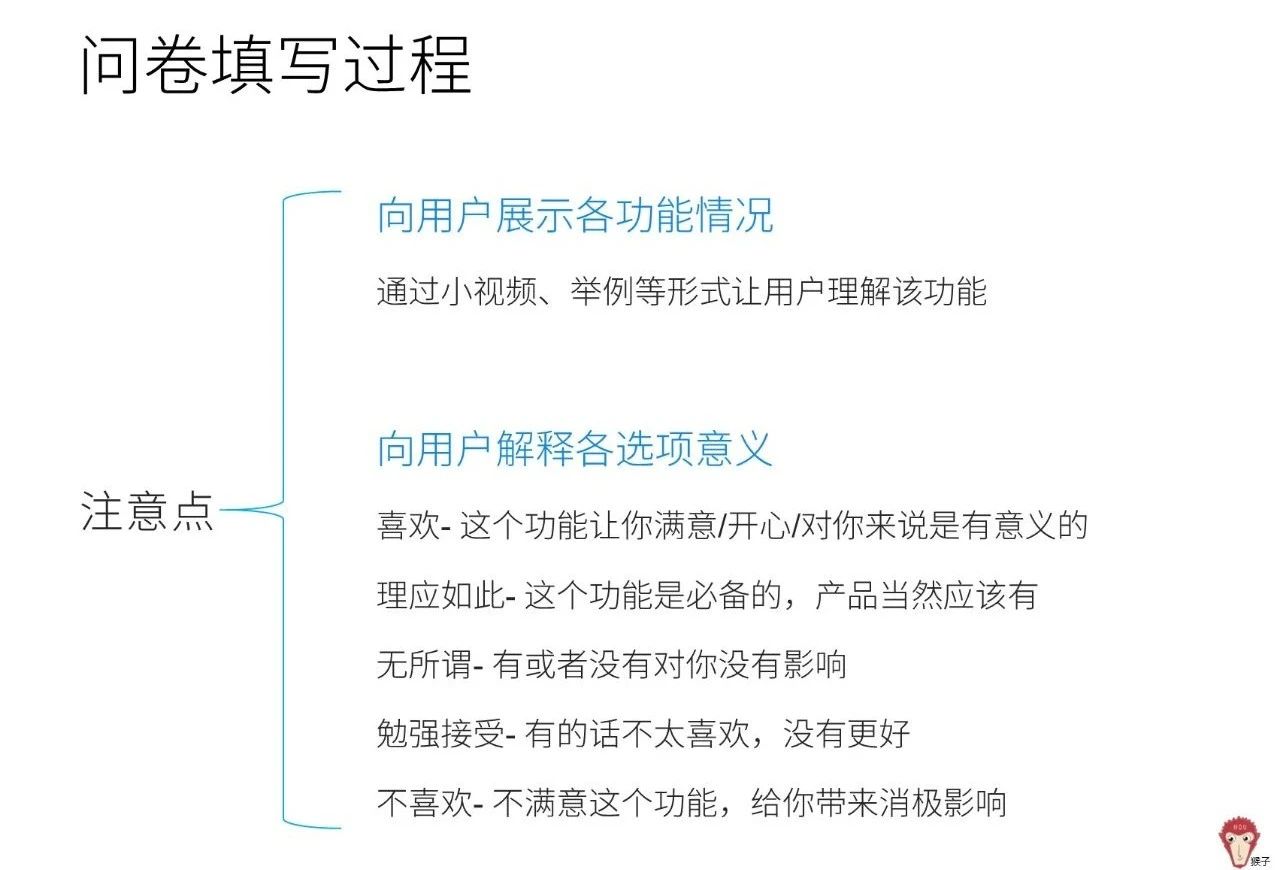 问卷填写过程
向用户展示各功能情况
通过小视频、举例等形式让用户理解该功能
注意点
向用户解释各选项意义
喜欢- 这个功能让你满意/开心/对你来说是有意义的
理应如此- 这个功能是必备的，产品当然应该有
无所谓- 有或者没有对你没有影响
勉强接受- 有的话不太喜欢，没有更好
不喜欢- 不满意这个功能，给你带来消极影响
猴子